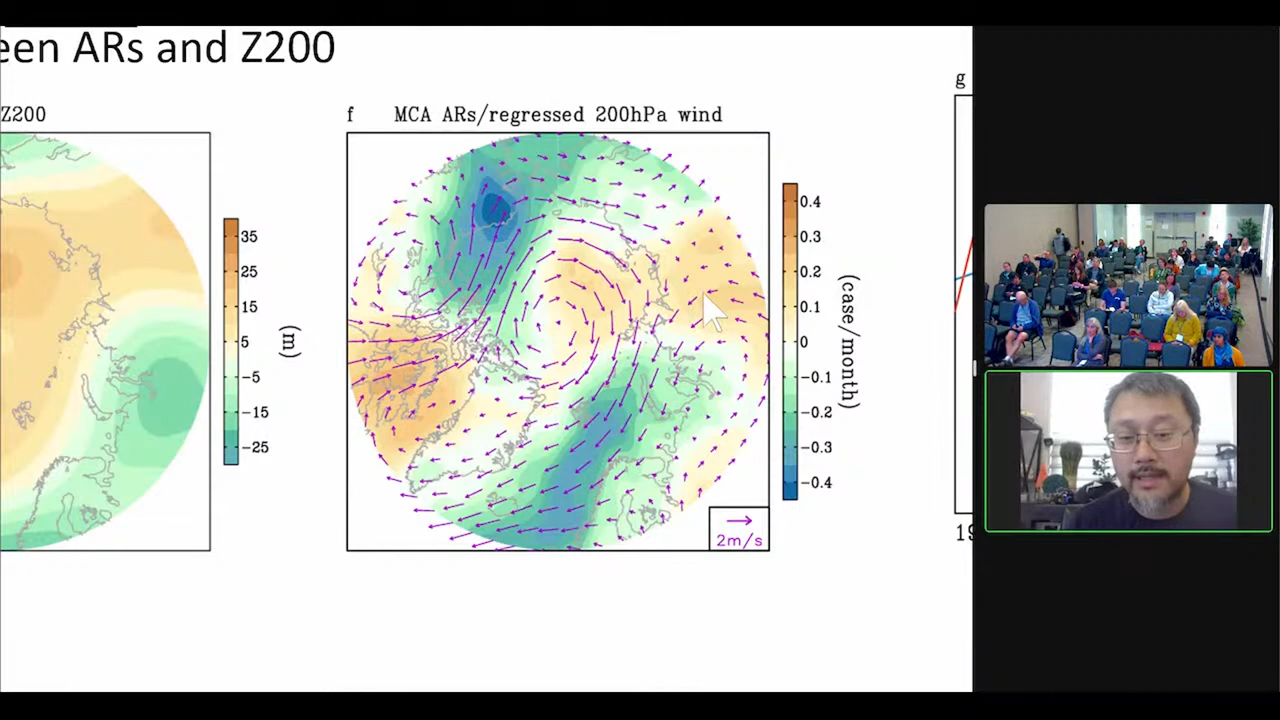 een ARs and Z200
Z200
35
25
15
5
−5
−15
−25
(m)
f MCA ARs/regressed 200hPa wind
2m/s
0.4
0.3
0.2
0.1
0
−0.1
−0.2
−0.3
−0.4
(case/month)
g
19